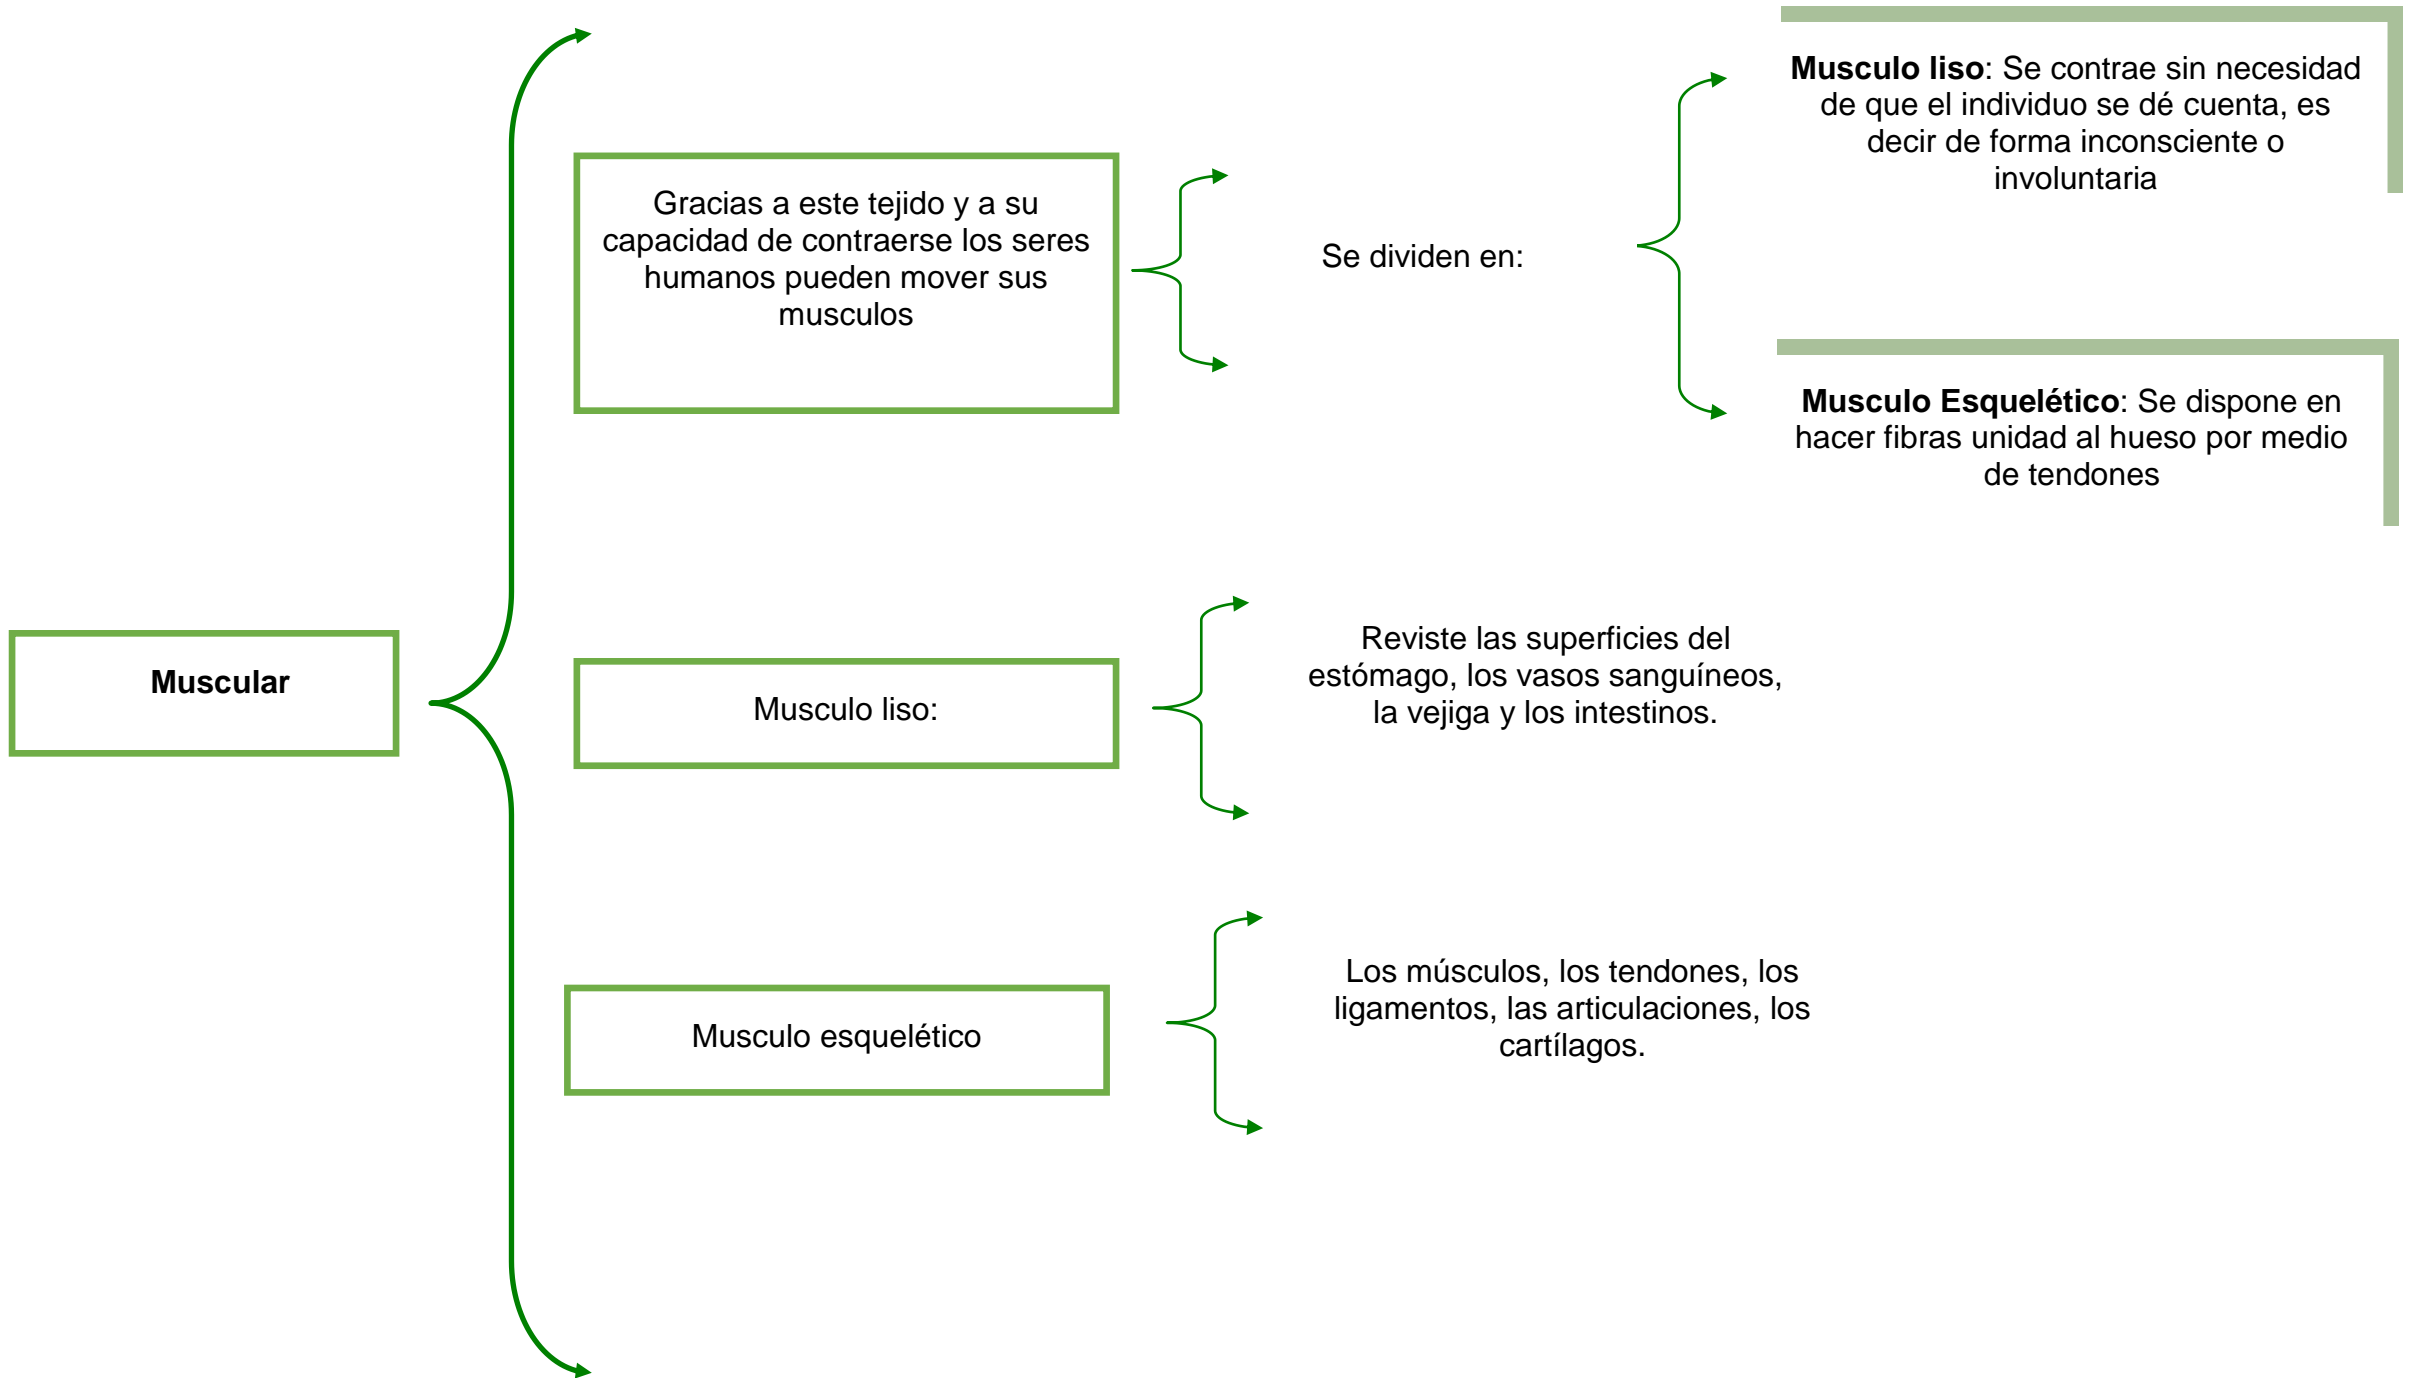 Muscular
Gracias a este tejido y a su
capacidad de contraerse los seres
humanos pueden mover sus
musculos
Se dividen en:
Musculo liso: Se contrae sin necesidad
de que el individuo se dé cuenta, es
decir de forma inconsciente o
involuntaria
Musculo Esquelético: Se dispone en
hacer fibras unidad al hueso por medio
de tendones
Musculo liso:
Reviste las superficies del
estómago, los vasos sanguíneos,
la vejiga y los intestinos.
Musculo esquelético
Los músculos, los tendones, los
ligamentos, las articulaciones, los
cartílagos.